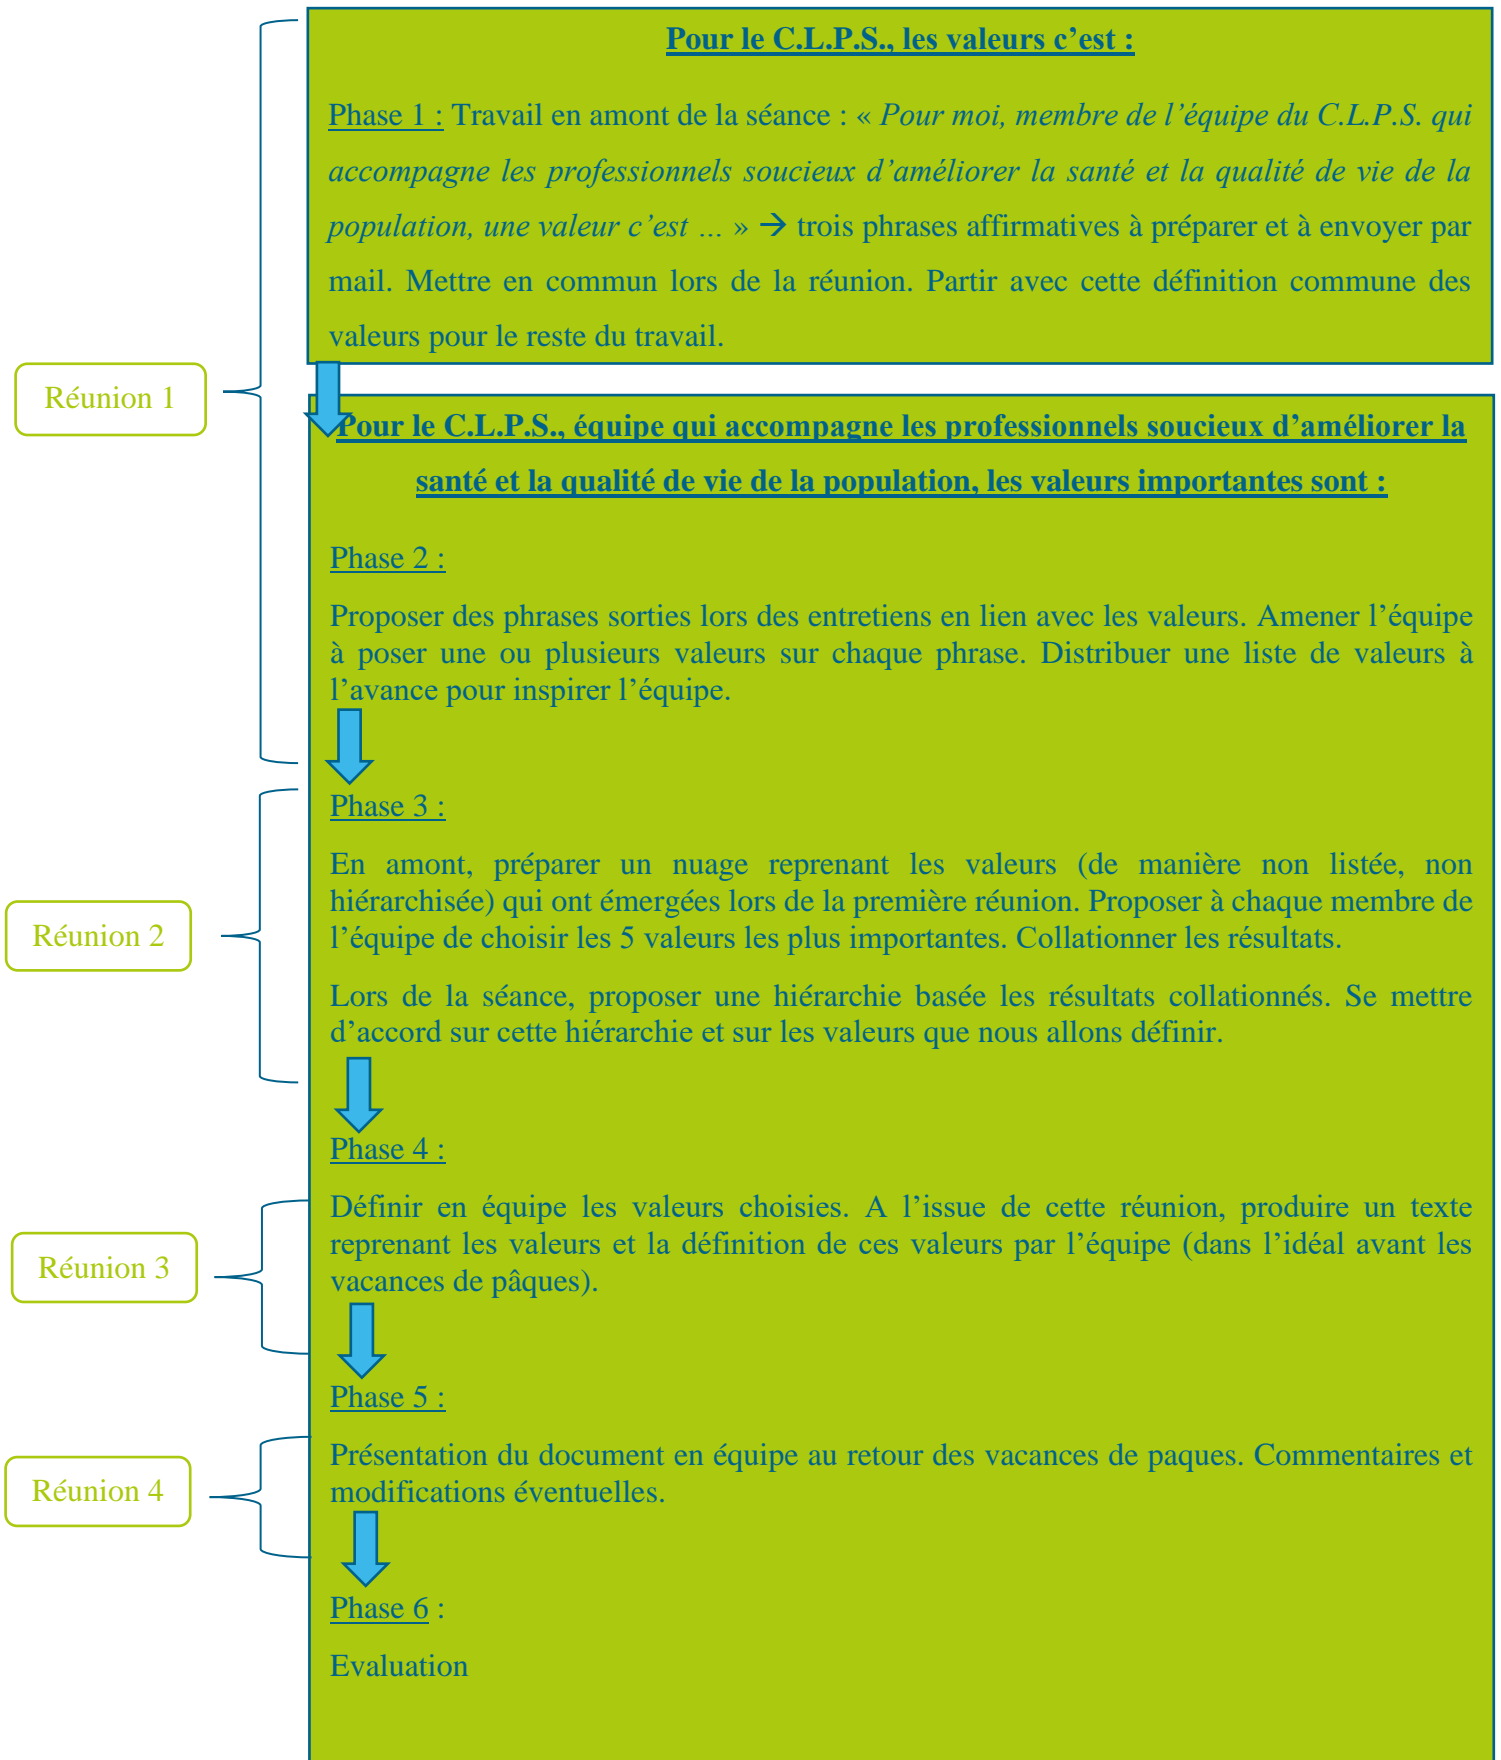 Pour le C.L.P.S., les valeurs c’est :
Phase 1 : Travail en amont de la séance : « Pour moi, membre de l’équipe du C.L.P.S. qui
accompagne les professionnels soucieux d’améliorer la santé et la qualité de vie de la
population, une valeur c’est … » → trois phrases affirmatives à préparer et à envoyer par
mail. Mettre en commun lors de la réunion. Partir avec cette définition commune des
valeurs pour le reste du travail.
Réunion 1
Pour le C.L.P.S., équipe qui accompagne les professionnels soucieux d’améliorer la
santé et la qualité de vie de la population, les valeurs importantes sont :
Phase 2 :
Proposer des phrases sorties lors des entretiens en lien avec les valeurs. Amener l’équipe
à poser une ou plusieurs valeurs sur chaque phrase. Distribuer une liste de valeurs à
l’avance pour inspirer l’équipe.
Phase 3 :
En amont, préparer un nuage reprenant les valeurs (de manière non listée, non
hiérarchisée) qui ont émergées lors de la première réunion. Proposer à chaque membre de
l’équipe de choisir les 5 valeurs les plus importantes. Collationner les résultats.
Réunion 2
Lors de la séance, proposer une hiérarchie basée les résultats collationnés. Se mettre
d’accord sur cette hiérarchie et sur les valeurs que nous allons définir.
Phase 4 :
Définir en équipe les valeurs choisies. A l’issue de cette réunion, produire un texte
reprenant les valeurs et la définition de ces valeurs par l’équipe (dans l’idéal avant les
vacances de pâques).
Réunion 3
Phase 5 :
Présentation du document en équipe au retour des vacances de paques. Commentaires et
modifications éventuelles.
Réunion 4
Phase 6 :
Evaluation